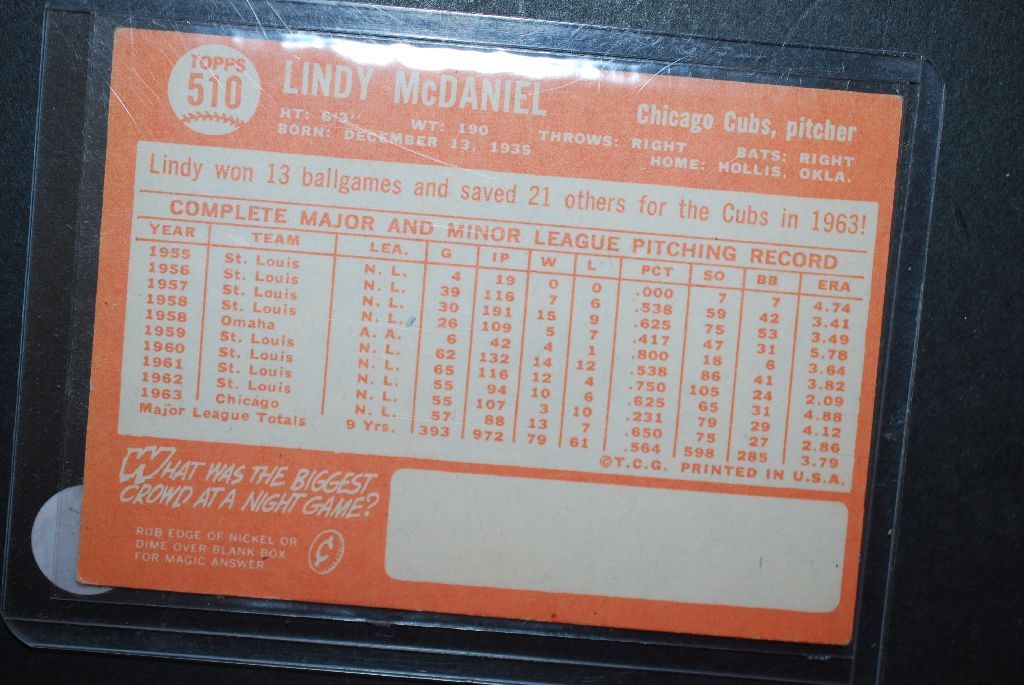 TOPPS
510
LINDY McDANIEL
Chicago Cubs, pitcher
HT: 6'3" WT: 190 THROWS: RIGHT BATS: RIGHT
BORN: DECEMBER 13, 1935 HOME: HOLLIS, OKLA.
Lindy won 13 ballgames and saved 21 others for the Cubs in 1963!
COMPLETE MAJOR AND MINOR LEAGUE PITCHING RECORD
YEAR TEAM LEA. G IP W L PCT SO BB ERA
1955 St. Louis N. L. 4 19 0 0 .000 7 7 4.74
1956 St. Louis N. L. 39 116 7 6 .538 59 42 3.41
1957 St. Louis N. L. 30 191 15 9 .625 75 53 3.49
1958 St. Louis N. L. 26 109 5 7 .417 47 31 5.78
1958 Omaha A. A. 6 42 4 1 .800 18 6 3.64
1959 St. Louis N. L. 62 132 14 12 .538 86 41 3.82
1960 St. Louis N. L. 65 116 12 4 .750 105 24 2.09
1961 St. Louis N. L. 55 94 10 6 .625 65 31 4.88
1962 St. Louis N. L. 55 107 3 10 .231 79 29 4.12
1963 Chicago N. L. 57 88 13 7 .650 75 27 2.86
Major League Totals 9 Yrs. 393 972 79 61 .564 598 285 3.79
©T.C.G. PRINTED IN U.S.A.
WHAT WAS THE BIGGEST
CROWD AT A NIGHT GAME?
RUB EDGE OF NICKEL OR
DIME OVER BLANK BOX
FOR MAGIC ANSWER